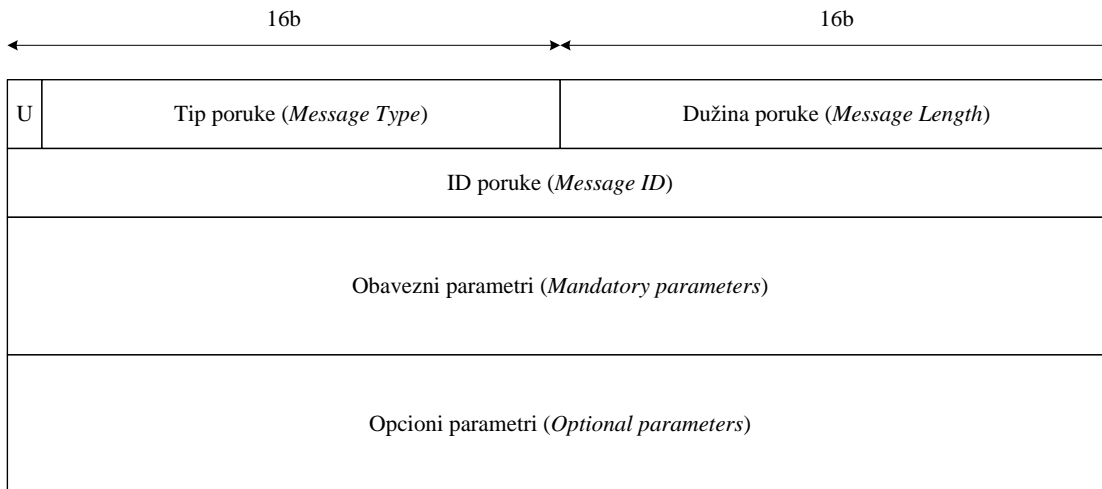 16b 16b
U Tip poruke (Message Type) Dužina poruke (Message Length)
ID poruke (Message ID)
Obavezni parametri (Mandatory parameters)
Opcioni parametri (Optional parameters)